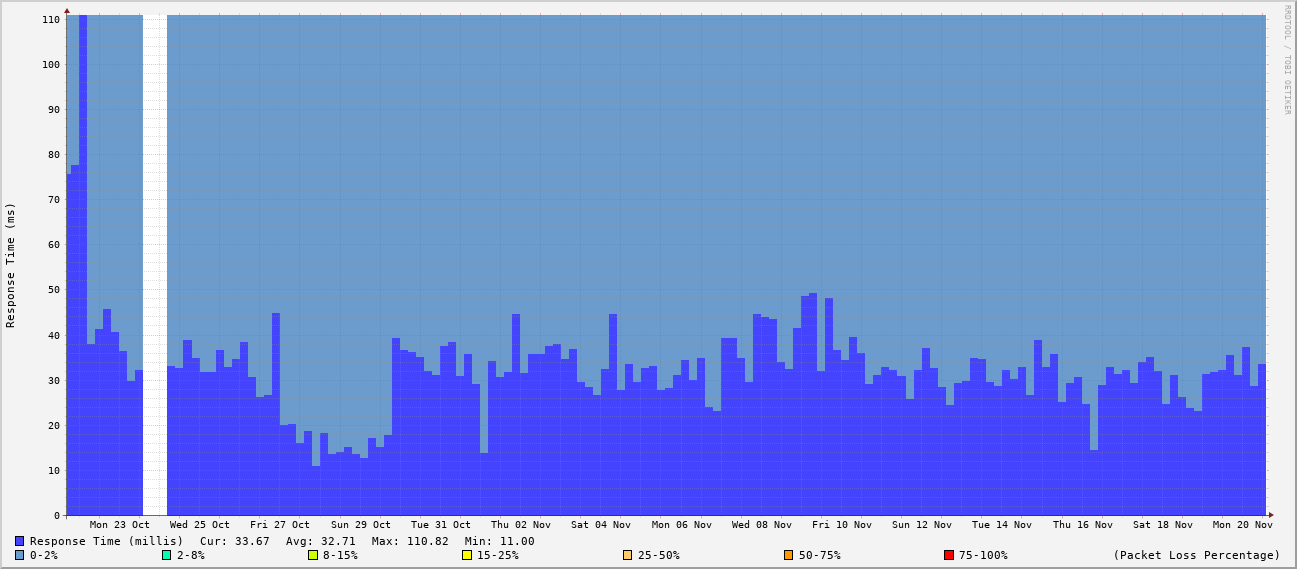 RRDTOOL / TOBI OETIKER
Response Time (ms)
110
100
90
80
70
60
50
40
30
20
10
0
Mon 23 Oct Wed 25 Oct Fri 27 Oct Sun 29 Oct Tue 31 Oct Thu 02 Nov Sat 04 Nov Mon 06 Nov Wed 08 Nov Fri 10 Nov Sun 12 Nov Tue 14 Nov Thu 16 Nov Sat 18 Nov Mon 20 Nov
Response Time (millis) Cur: 33.67 Avg: 32.71 Max: 110.82 Min: 11.00
0-2% 2-8% 8-15% 15-25% 25-50% 50-75% 75-100% (Packet Loss Percentage)